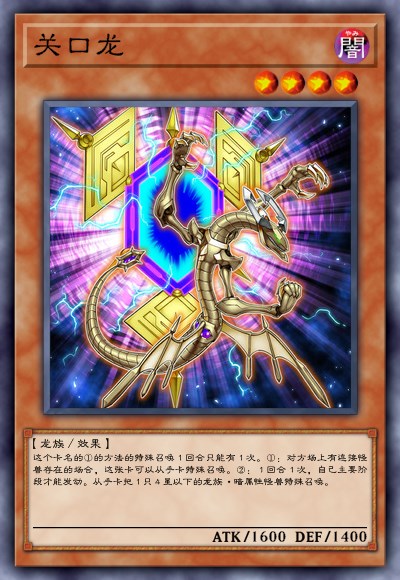 关口龙
やみ
闇
【龙族/效果】
这个卡名的①的方法的特殊召唤1回合只能有1次。①：对方场上有连接怪
兽存在的场合，这张卡可以从手卡特殊召唤。②：1回合1次，自己主要阶
段才能发动。从手卡把1只4星以下的龙族·暗属性怪兽特殊召唤。
ATK/1600 DEF/1400